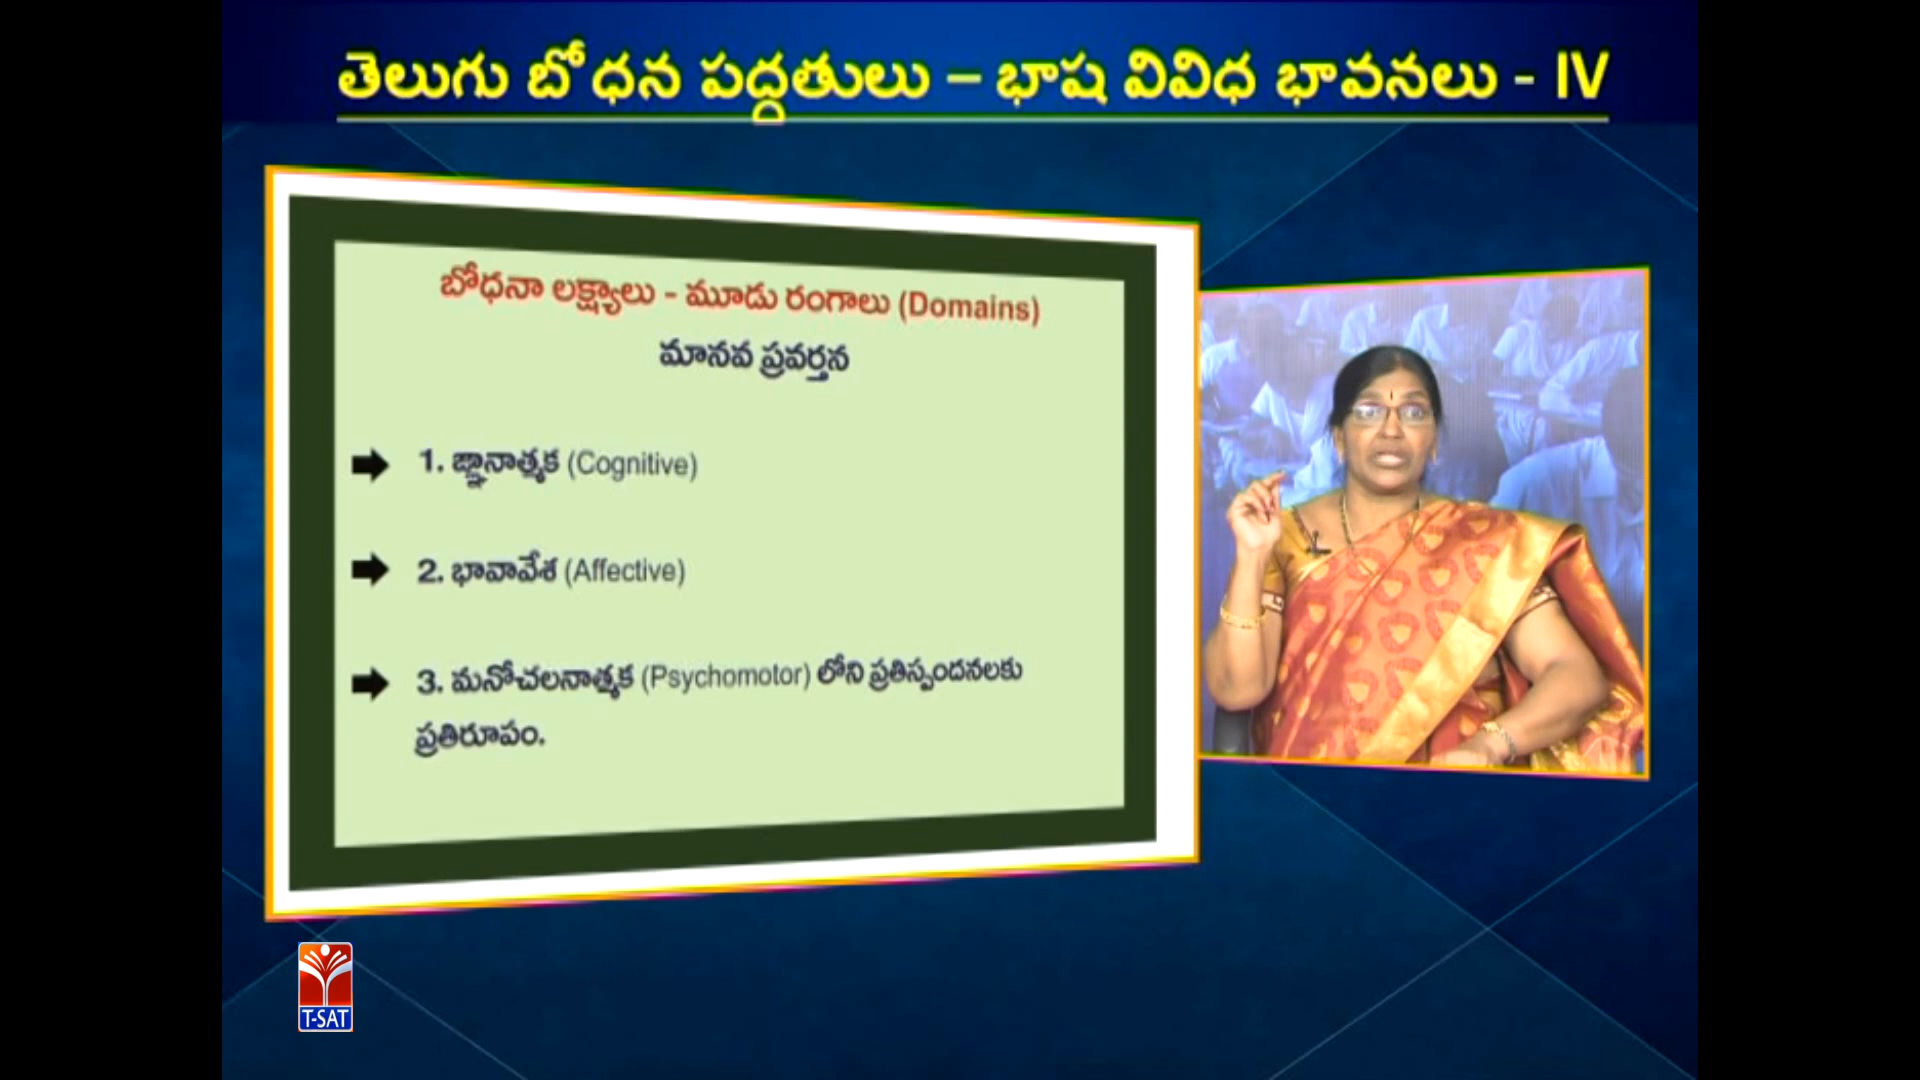 తెలుగు బోధన పద్ధతులు – భాష వివిధ భావనలు - IV
బోధనా లక్ష్యాలు - మూడు రంగాలు (Domains)
మానవ ప్రవర్తన
1. జ్ఞానాత్మక (Cognitive)
2. భావావేశ (Affective)
3. మనోచలనాత్మక (Psychomotor) లోని ప్రతిస్పందనలకు
ప్రతిరూపం.
T-SAT